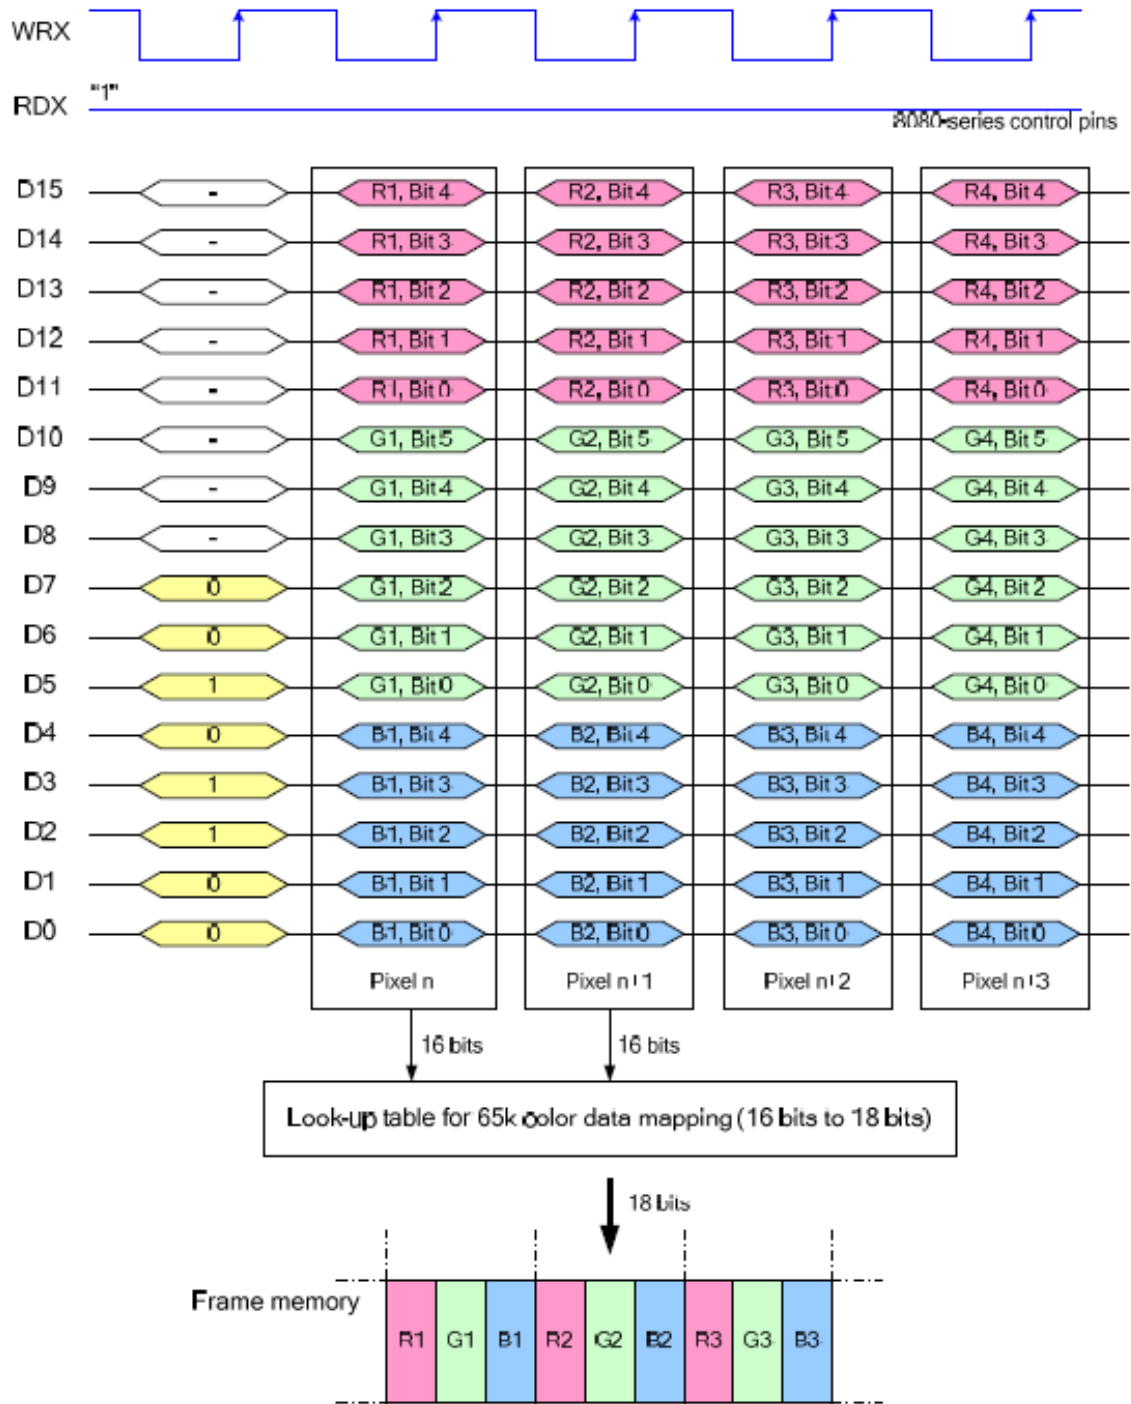 WRX
RDX "1"
8080-series control pins
D15 - R1, Bit 4 R2, Bit 4 R3, Bit 4 R4, Bit 4
D14 - R1, Bit 3 R2, Bit 3 R3, Bit 3 R4, Bit 3
D13 - R1, Bit 2 R2, Bit 2 R3, Bit 2 R4, Bit 2
D12 - R1, Bit 1 R2, Bit 1 R3, Bit 1 R4, Bit 1
D11 - R1, Bit 0 R2, Bit 0 R3, Bit 0 R4, Bit 0
D10 - G1, Bit 5 G2, Bit 5 G3, Bit 5 G4, Bit 5
D9 - G1, Bit 4 G2, Bit 4 G3, Bit 4 G4, Bit 4
D8 - G1, Bit 3 G2, Bit 3 G3, Bit 3 G4, Bit 3
D7 0 G1, Bit 2 G2, Bit 2 G3, Bit 2 G4, Bit 2
D6 0 G1, Bit 1 G2, Bit 1 G3, Bit 1 G4, Bit 1
D5 1 G1, Bit 0 G2, Bit 0 G3, Bit 0 G4, Bit 0
D4 0 B1, Bit 4 B2, Bit 4 B3, Bit 4 B4, Bit 4
D3 1 B1, Bit 3 B2, Bit 3 B3, Bit 3 B4, Bit 3
D2 1 B1, Bit 2 B2, Bit 2 B3, Bit 2 B4, Bit 2
D1 0 B1, Bit 1 B2, Bit 1 B3, Bit 1 B4, Bit 1
D0 0 B1, Bit 0 B2, Bit 0 B3, Bit 0 B4, Bit 0
Pixel n Pixel n+1 Pixel n+2 Pixel n+3
16 bits 16 bits
Look-up table for 65k color data mapping (16 bits to 18 bits)
18 bits
Frame memory
R1 G1 B1 R2 G2 B2 R3 G3 B3